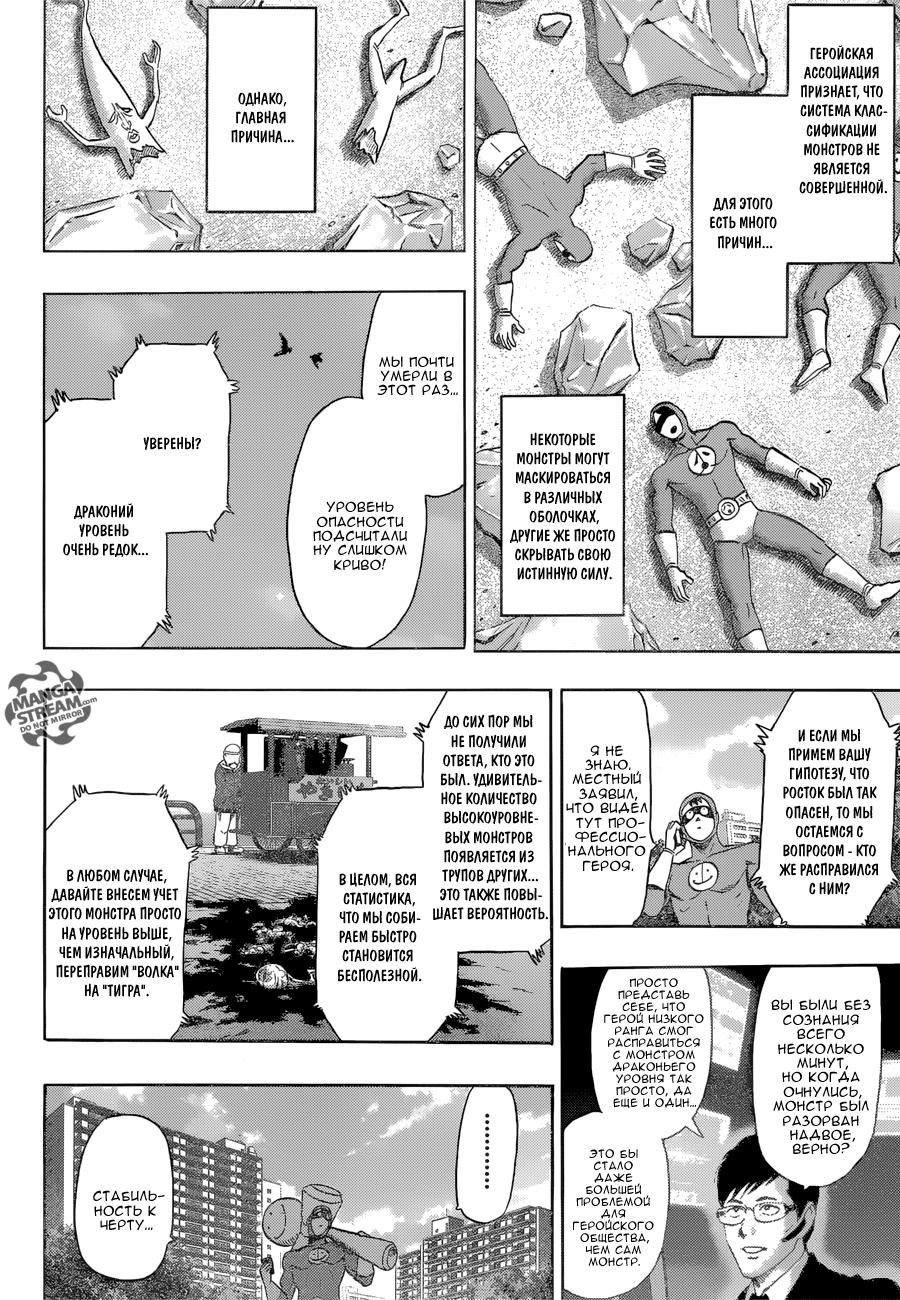 ГЕРОЙСКАЯ
АССОЦИАЦИЯ
ПРИЗНАЕТ, ЧТО
СИСТЕМА КЛАС-
СИФИКАЦИИ
МОНСТРОВ НЕ
ЯВЛЯЕТСЯ
СОВЕРШЕННОЙ.
ДЛЯ ЭТОГО
ЕСТЬ МНОГО
ПРИЧИН...
НЕКОТОРЫЕ
МОНСТРЫ МОГУТ
МАСКИРОВАТЬСЯ
В РАЗЛИЧНЫХ
ОБОЛОЧКАХ,
ДРУГИЕ ЖЕ ПРОСТО
СКРЫВАТЬ СВОЮ
ИСТИННУЮ СИЛУ.
ОДНАКО,
ГЛАВНАЯ
ПРИЧИНА...
МЫ ПОЧТИ
УМЕРЛИ В
ЭТОТ РАЗ...
УРОВЕНЬ
ОПАСНОСТИ
ПОДСЧИТАЛИ
НУ СЛИШКОМ
КРИВО!
УВЕРЕНЫ?
ДРАКОНИЙ
УРОВЕНЬ
ОЧЕНЬ РЕДОК...
MANGA
STREAM.com
DO NOT MIRROR!
И ЕСЛИ МЫ
ПРИМЕМ ВАШУ
ГИПОТЕЗУ, ЧТО
РОСТОК БЫЛ ТАК
ОПАСЕН, ТО МЫ
ОСТАЕМСЯ С
ВОПРОСОМ - КТО
ЖЕ РАСПРАВИЛСЯ
С НИМ?
Я НЕ
ЗНАЮ,
МЕСТНЫЙ
ЗАЯВИЛ,
ЧТО ВИДЕЛ
ТУТ ПРО-
ФЕССИО-
НАЛЬНОГО
ГЕРОЯ.
ДО СИХ ПОР МЫ
НЕ ПОЛУЧИЛИ
ОТВЕТА, КТО ЭТО
БЫЛ. УДИВИТЕЛЬ-
НОЕ КОЛИЧЕСТВО
ВЫСОКОУРОВНЕ-
ВЫХ МОНСТРОВ
ПОЯВЛЯЕТСЯ ИЗ
ТРУПОВ ДРУГИХ...
ЭТО ТАКЖЕ ПОВЫ-
ШАЕТ ВЕРОЯТНОСТЬ.
В ЦЕЛОМ, ВСЯ
СТАТИСТИКА,
ЧТО МЫ СОБИ-
РАЕМ БЫСТРО
СТАНОВИТСЯ
БЕСПОЛЕЗНОЙ.
В ЛЮБОМ СЛУЧАЕ,
ДАВАЙТЕ ВНЕСЕМ УЧЕТ
ЭТОГО МОНСТРА ПРОСТО
НА УРОВЕНЬ ВЫШЕ,
ЧЕМ ИЗНАЧАЛЬНЫЙ,
ПЕРЕПРАВИМ "ВОЛКА"
НА "ТИГРА".
ВЫ БЫЛИ БЕЗ
СОЗНАНИЯ
ВСЕГО
НЕСКОЛЬКО
МИНУТ,
НО КОГДА
ОЧНУЛИСЬ,
МОНСТР БЫЛ
РАЗОРВАН
НАДВОЕ,
ВЕРНО?
ПРОСТО
ПРЕДСТАВЬ
СЕБЕ, ЧТО
ГЕРОЙ НИЗКОГО
РАНГА СМОГ
РАСПРАВИТЬСЯ
С МОНСТРОМ
ДРАКОНЬЕГО
УРОВНЯ ТАК
ПРОСТО, ДА
ЕЩЕ И ОДИН...
ЭТО БЫ
СТАЛО
ДАЖЕ
БОЛЬШЕЙ
ПРОБЛЕМОЙ
ДЛЯ
ГЕРОЙСКОГО
ОБЩЕСТВА,
ЧЕМ САМ
МОНСТР.
.........
СТАБИЛЬ-
НОСТЬ К
ЧЕРТУ...